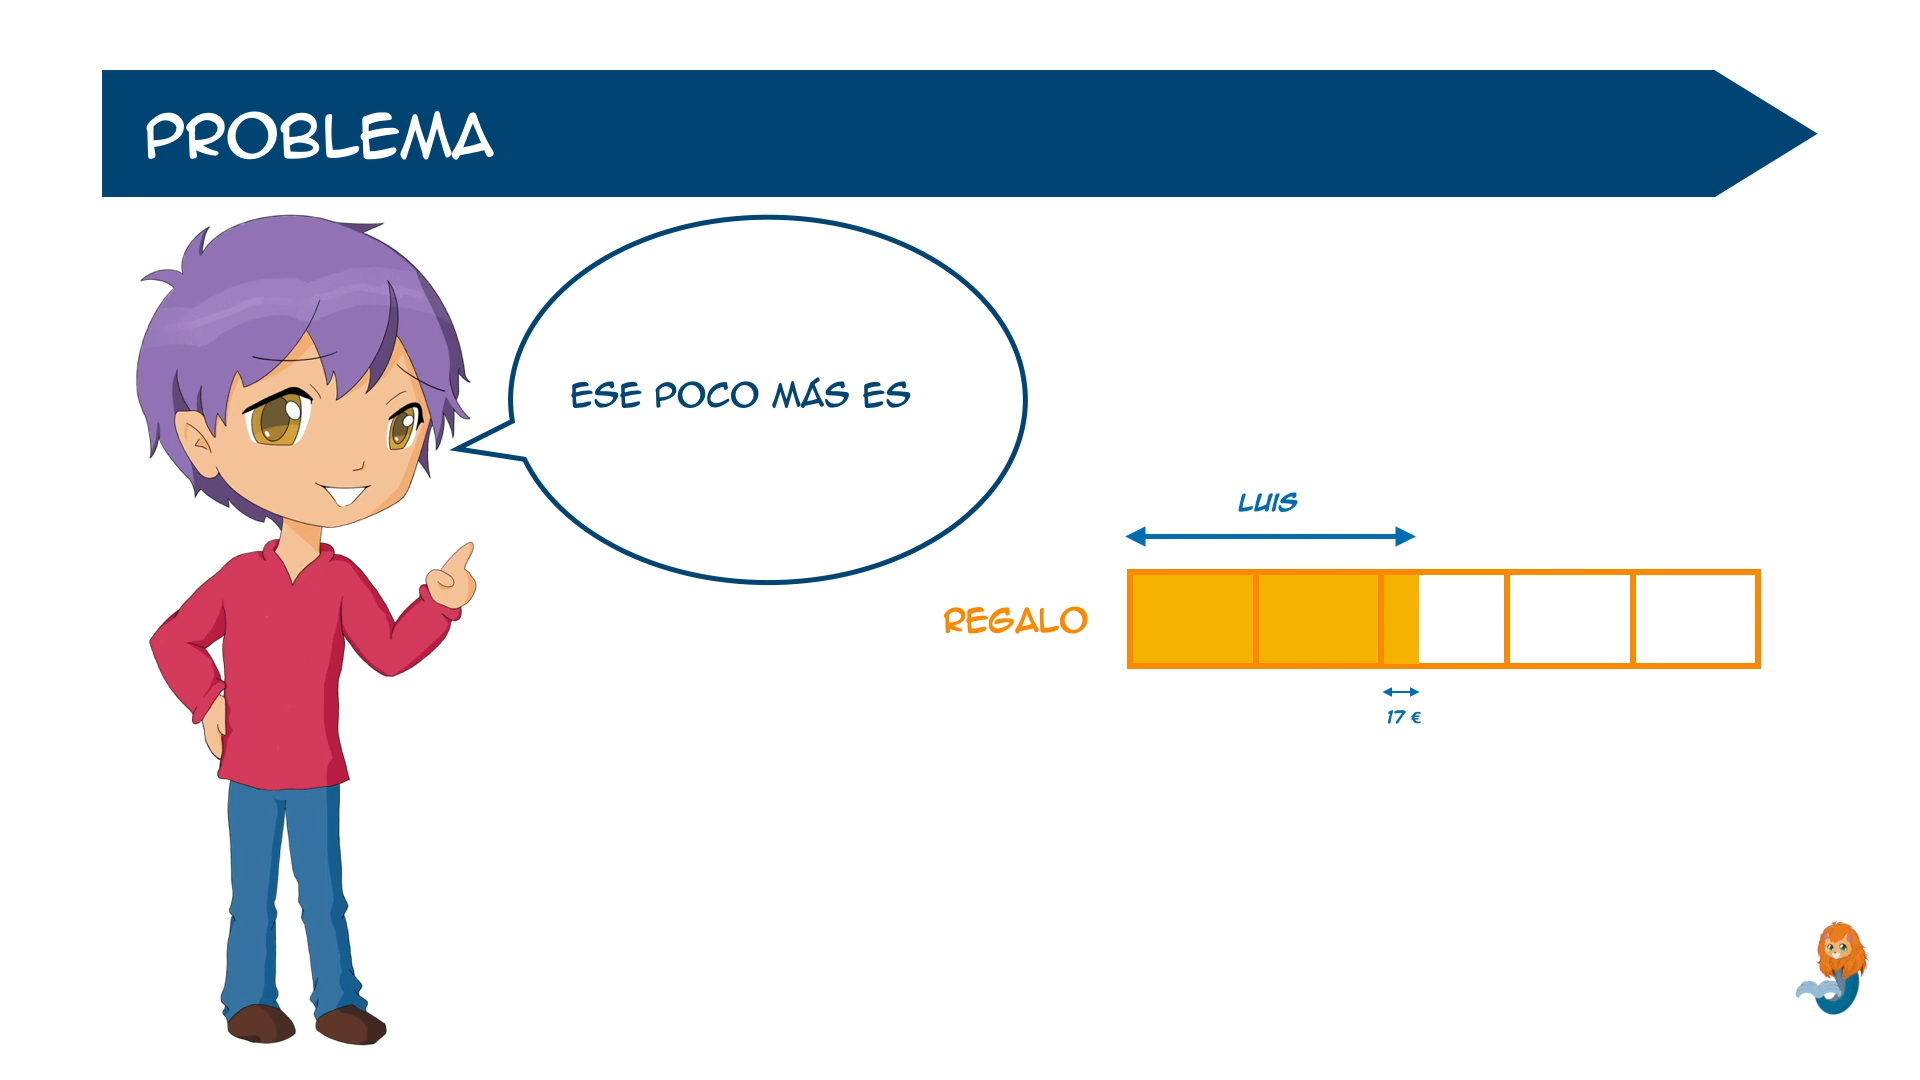 PROBLEMA
ESE POCO MÁS ES
LUIS
REGALO
17 €